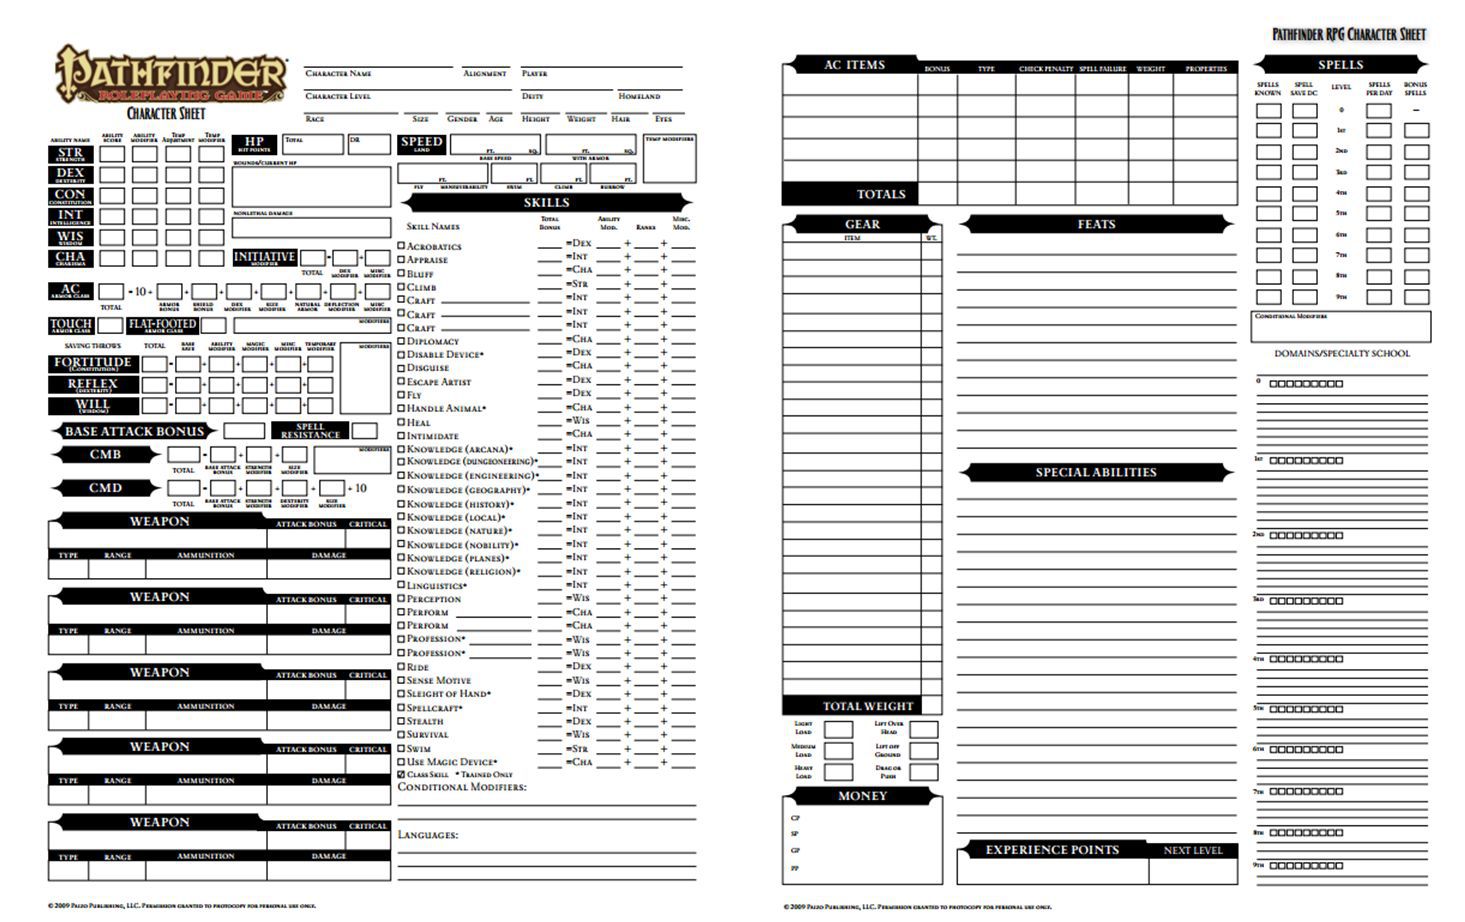 PATHFINDER
ROLEPLAYING GAME™
CHARACTER SHEET
CHARACTER NAME ALIGNMENT PLAYER
CHARACTER LEVEL DEITY HOMELAND
RACE SIZE GENDER AGE HEIGHT WEIGHT HAIR EYES
ABILITY NAME ABILITY SCORE ABILITY MODIFIER TEMP ADJUSTMENT TEMP MODIFIER
STR STRENGTH
DEX DEXTERITY
CON CONSTITUTION
INT INTELLIGENCE
WIS WISDOM
CHA CHARISMA
HP HIT POINTS TOTAL DR
WOUNDS/CURRENT HP
NONLETHAL DAMAGE
INITIATIVE MODIFIER = +
TOTAL DEX MODIFIER MISC MODIFIER
SPEED LAND FT. SQ. FT. SQ. TEMP MODIFIERS
BASE SPEED WITH ARMOR
FT. FT. FT. FT.
FLY MANEUVERABILITY SWIM CLIMB BURROW
AC ARMOR CLASS = 10 + + + + + + +
TOTAL ARMOR BONUS SHIELD BONUS DEX MODIFIER SIZE MODIFIER NATURAL ARMOR DEFLECTION MODIFIER MISC MODIFIER
TOUCH ARMOR CLASS FLAT-FOOTED ARMOR CLASS MODIFIERS
SAVING THROWS TOTAL BASE SAVE ABILITY MODIFIER MAGIC MODIFIER MISC MODIFIER TEMPORARY MODIFIER MODIFIERS
FORTITUDE (CONSTITUTION) = + + + +
REFLEX (DEXTERITY) = + + + +
WILL (WISDOM) = + + + +
BASE ATTACK BONUS SPELL RESISTANCE
CMB = + + MODIFIERS
TOTAL BASE ATTACK BONUS STRENGTH MODIFIER SIZE MODIFIER
CMD = + + + + 10
TOTAL BASE ATTACK BONUS STRENGTH MODIFIER DEXTERITY MODIFIER SIZE MODIFIER
WEAPON ATTACK BONUS CRITICAL
TYPE RANGE AMMUNITION DAMAGE
WEAPON ATTACK BONUS CRITICAL
TYPE RANGE AMMUNITION DAMAGE
WEAPON ATTACK BONUS CRITICAL
TYPE RANGE AMMUNITION DAMAGE
WEAPON ATTACK BONUS CRITICAL
TYPE RANGE AMMUNITION DAMAGE
WEAPON ATTACK BONUS CRITICAL
TYPE RANGE AMMUNITION DAMAGE
SKILLS
SKILL NAMES TOTAL BONUS ABILITY MOD. RANKS MISC. MOD.
ACROBATICS =DEX + +
APPRAISE =INT + +
BLUFF =CHA + +
CLIMB =STR + +
CRAFT =INT + +
CRAFT =INT + +
CRAFT =INT + +
DIPLOMACY =CHA + +
DISABLE DEVICE* =DEX + +
DISGUISE =CHA + +
ESCAPE ARTIST =DEX + +
FLY =DEX + +
HANDLE ANIMAL* =CHA + +
HEAL =WIS + +
INTIMIDATE =CHA + +
KNOWLEDGE (ARCANA)* =INT + +
KNOWLEDGE (DUNGEONEERING)* =INT + +
KNOWLEDGE (ENGINEERING)* =INT + +
KNOWLEDGE (GEOGRAPHY)* =INT + +
KNOWLEDGE (HISTORY)* =INT + +
KNOWLEDGE (LOCAL)* =INT + +
KNOWLEDGE (NATURE)* =INT + +
KNOWLEDGE (NOBILITY)* =INT + +
KNOWLEDGE (PLANES)* =INT + +
KNOWLEDGE (RELIGION)* =INT + +
LINGUISTICS* =INT + +
PERCEPTION =WIS + +
PERFORM =CHA + +
PERFORM =CHA + +
PROFESSION* =WIS + +
PROFESSION* =WIS + +
RIDE =DEX + +
SENSE MOTIVE =WIS + +
SLEIGHT OF HAND* =DEX + +
SPELLCRAFT* =INT + +
STEALTH =DEX + +
SURVIVAL =WIS + +
SWIM =STR + +
USE MAGIC DEVICE* =CHA + +
CLASS SKILL * TRAINED ONLY
CONDITIONAL MODIFIERS:
LANGUAGES:
© 2009 PAIZO PUBLISHING, LLC. PERMISSION GRANTED TO PHOTOCOPY FOR PERSONAL USE ONLY.
PATHFINDER RPG CHARACTER SHEET
AC ITEMS BONUS TYPE CHECK PENALTY SPELL FAILURE WEIGHT PROPERTIES
TOTALS
GEAR
ITEM WT.
TOTAL WEIGHT
LIGHT LOAD LIFT OVER HEAD
MEDIUM LOAD LIFT OFF GROUND
HEAVY LOAD DRAG OR PUSH
MONEY
CP
SP
GP
PP
FEATS
SPECIAL ABILITIES
EXPERIENCE POINTS NEXT LEVEL
SPELLS
SPELLS KNOWN SPELL SAVE DC LEVEL SPELLS PER DAY BONUS SPELLS
0 —
1ST
2ND
3RD
4TH
5TH
6TH
7TH
8TH
9TH
CONDITIONAL MODIFIERS
DOMAINS/SPECIALTY SCHOOL
0
1ST
2ND
3RD
4TH
5TH
6TH
7TH
8TH
9TH
© 2009 PAIZO PUBLISHING, LLC. PERMISSION GRANTED TO PHOTOCOPY FOR PERSONAL USE ONLY.